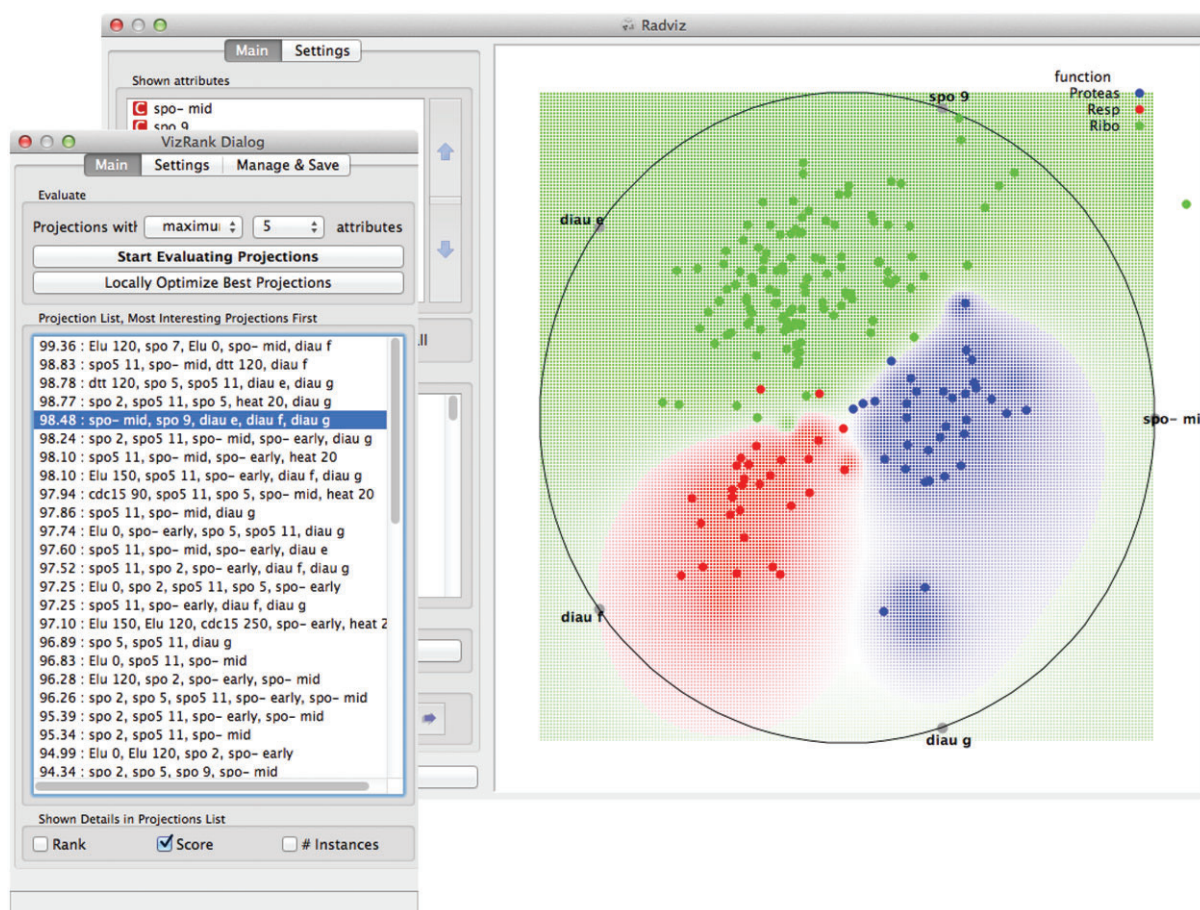 Radviz
Main Settings
Shown attributes
C spo- mid
C spo 9
VizRank Dialog
Main Settings Manage & Save
Evaluate
Projections with maximu 5 attributes
Start Evaluating Projections
Locally Optimize Best Projections
Projection List, Most Interesting Projections First
99.36 : Elu 120, spo 7, Elu 0, spo- mid, diau f
98.83 : spo5 11, spo- mid, dtt 120, diau f
98.78 : dtt 120, spo 5, spo5 11, diau e, diau g
98.77 : spo 2, spo5 11, spo 5, heat 20, diau g
98.48 : spo- mid, spo 9, diau e, diau f, diau g
98.24 : spo 2, spo5 11, spo- mid, spo- early, diau g
98.10 : spo5 11, spo- mid, spo- early, heat 20
98.10 : Elu 150, spo5 11, spo- early, diau f, diau g
97.94 : cdc15 90, spo5 11, spo 5, spo- mid, heat 20
97.86 : spo5 11, spo- mid, diau g
97.74 : Elu 0, spo- early, spo 5, spo5 11, diau g
97.60 : spo5 11, spo- mid, spo- early, diau e
97.52 : spo5 11, spo 2, spo- early, diau f, diau g
97.25 : Elu 0, spo 2, spo5 11, spo 5, spo- early
97.25 : spo5 11, spo- early, diau f, diau g
97.10 : Elu 150, Elu 120, cdc15 250, spo- early, heat 2
96.89 : spo 5, spo5 11, diau g
96.83 : Elu 0, spo5 11, spo- mid
96.28 : Elu 120, spo 2, spo- early, spo- mid
96.26 : spo 2, spo 5, spo5 11, spo- early, spo- mid
95.39 : spo 2, spo5 11, spo- early, spo- mid
95.34 : spo 2, spo5 11, spo- mid
94.99 : Elu 0, Elu 120, spo 2, spo- early
94.34 : spo 2, spo 5, spo 9, spo- mid
Shown Details in Projections List
Rank Score # Instances
function
Proteas
Resp
Ribo
spo 9
diau e
spo- mi
diau f
diau g